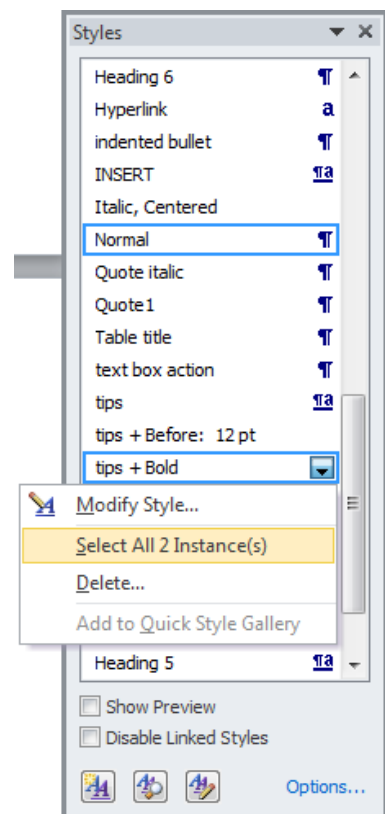 Styles
Heading 6 ¶
Hyperlink a
indented bullet ¶
INSERT ¶a
Italic, Centered
Normal ¶
Quote italic ¶
Quote1 ¶
Table title ¶
text box action ¶
tips ¶a
tips + Before: 12 pt
tips + Bold
Modify Style...
Select All 2 Instance(s)
Delete...
Add to Quick Style Gallery
Heading 5 ¶a
Show Preview
Disable Linked Styles
Options...